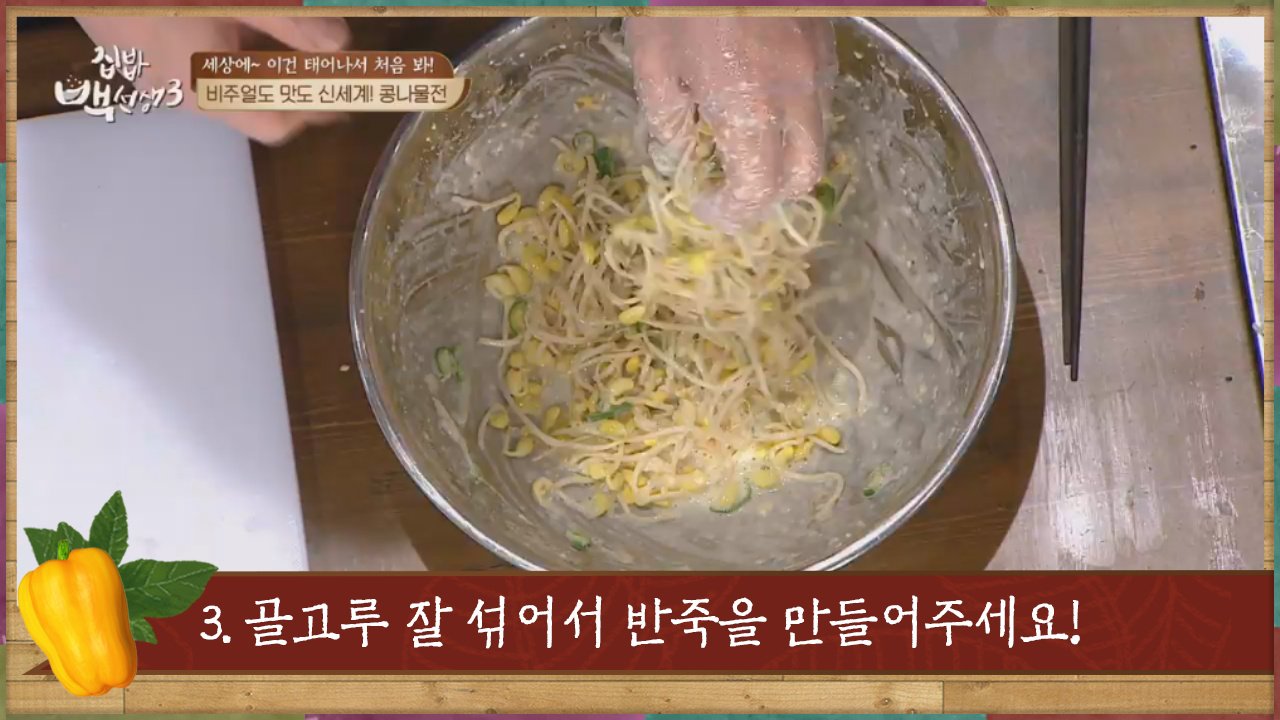 집밥
백선생3
세상에~ 이건 태어나서 처음 봐!
비주얼도 맛도 신세계! 콩나물전
3. 골고루 잘 섞어서 반죽을 만들어주세요!